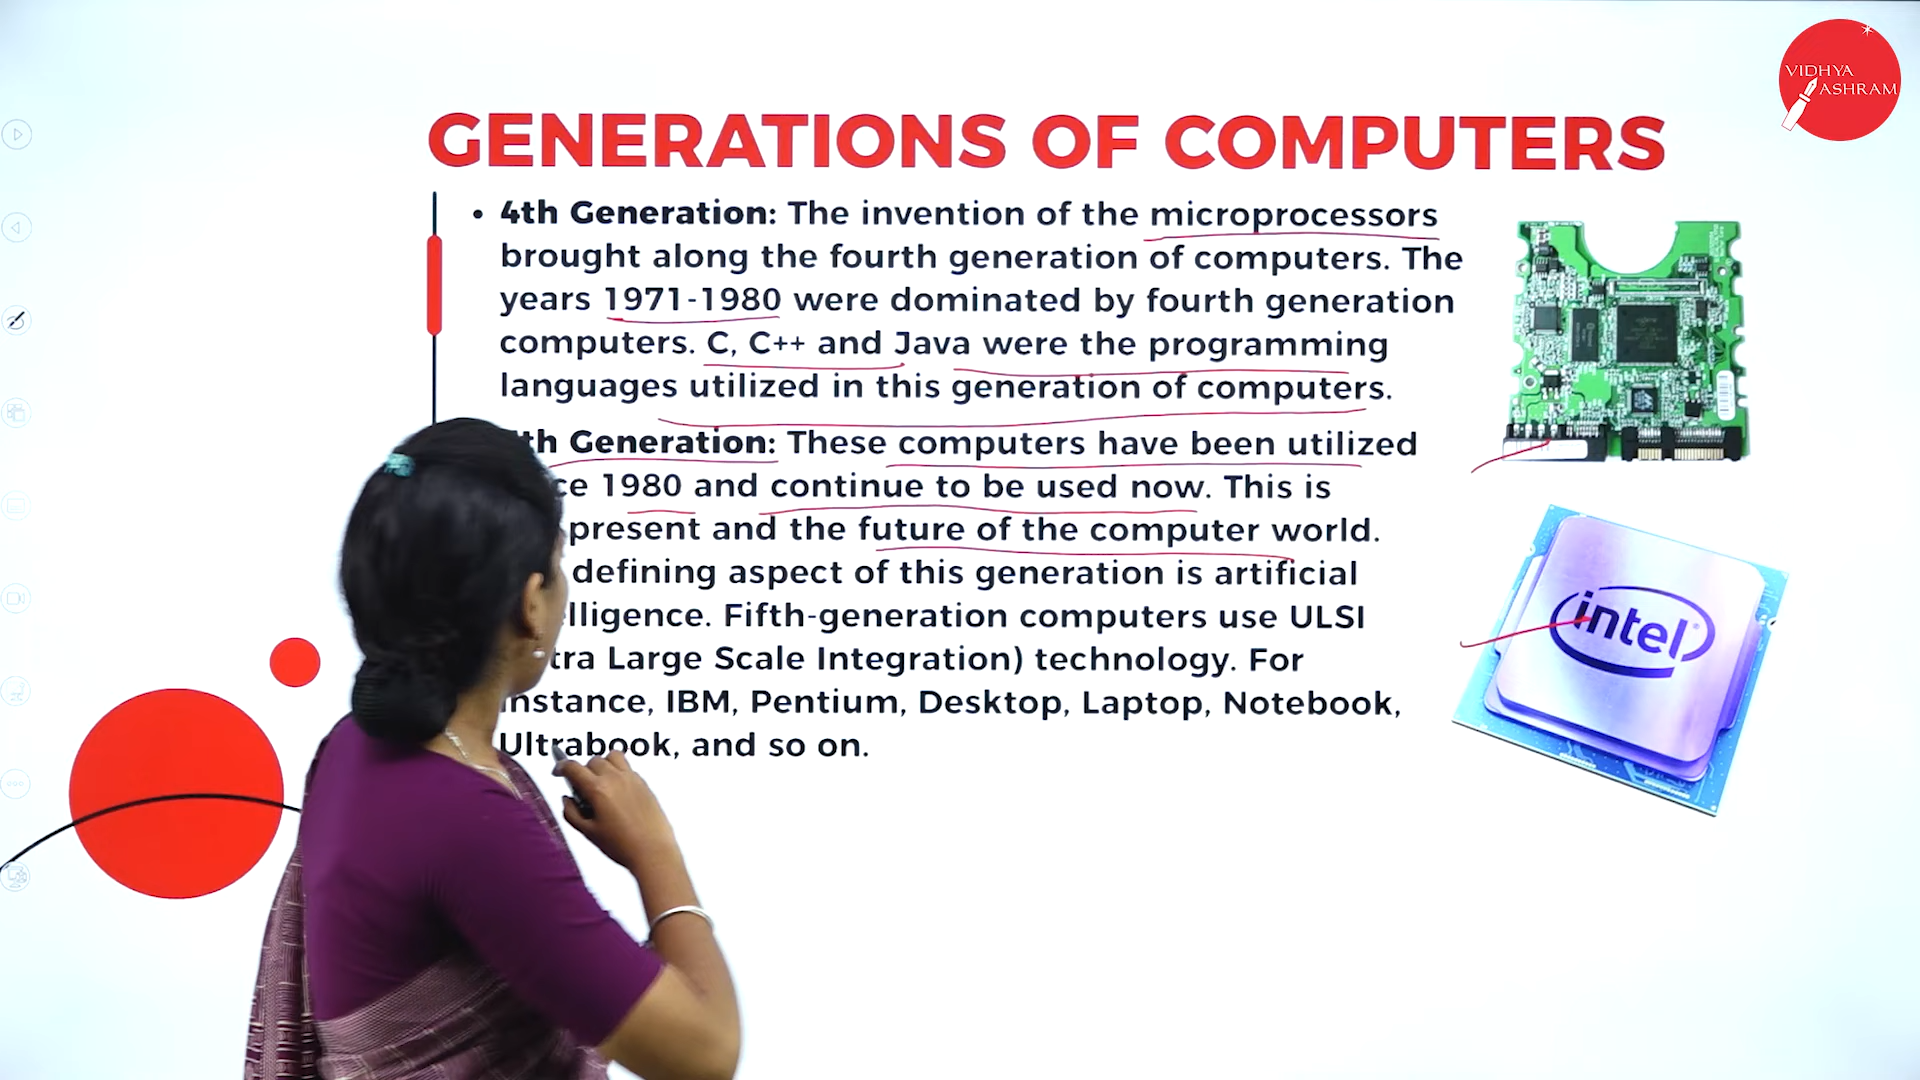 VIDHYA
ASHRAM
GENERATIONS OF COMPUTERS
• 4th Generation: The invention of the microprocessors
brought along the fourth generation of computers. The
years 1971-1980 were dominated by fourth generation
computers. C, C++ and Java were the programming
languages utilized in this generation of computers.
th Generation: These computers have been utilized
ce 1980 and continue to be used now. This is
present and the future of the computer world.
defining aspect of this generation is artificial
elligence. Fifth-generation computers use ULSI
tra Large Scale Integration) technology. For
instance, IBM, Pentium, Desktop, Laptop, Notebook,
Ultrabook, and so on.
intel